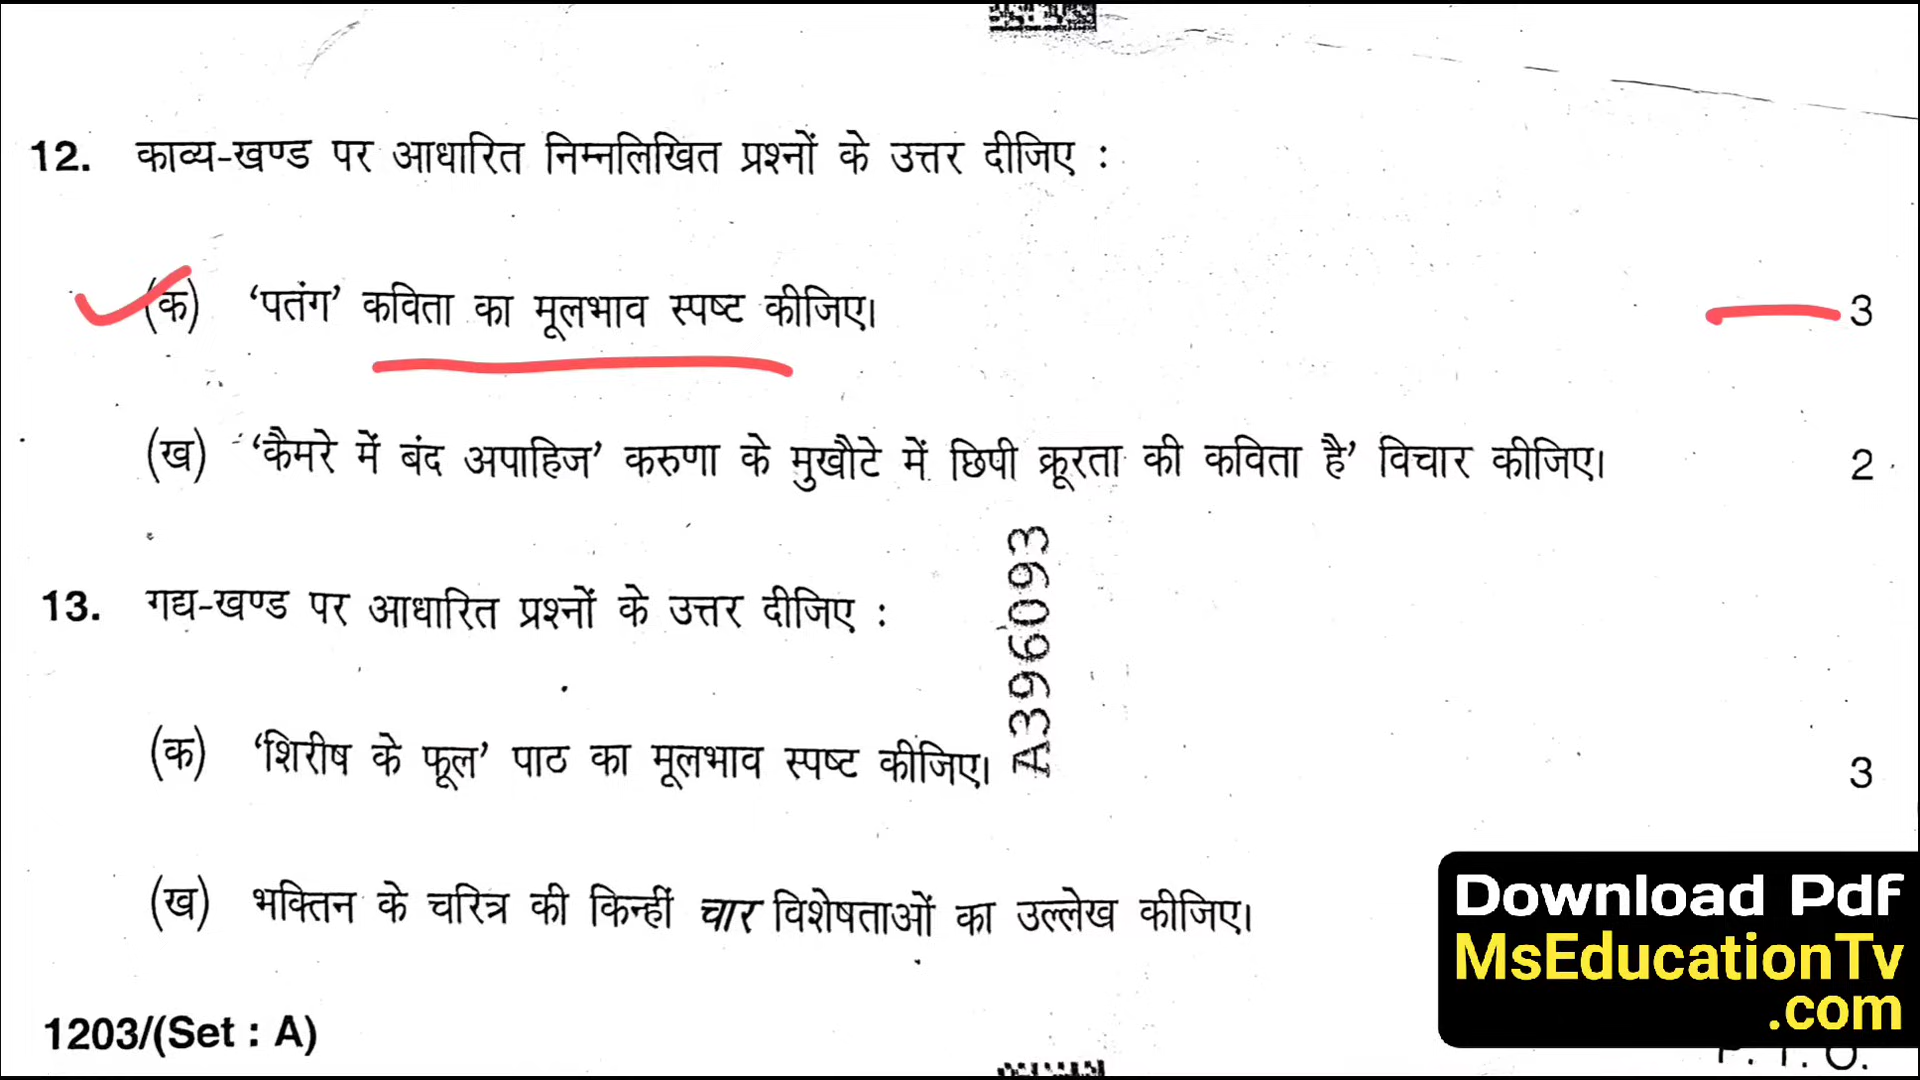 12. काव्य-खण्ड पर आधारित निम्नलिखित प्रश्नों के उत्तर दीजिए :
(क) ‘पतंग’ कविता का मूलभाव स्पष्ट कीजिए। 3
(ख) ‘कैमरे में बंद अपाहिज’ करुणा के मुखौटे में छिपी क्रूरता की कविता है’ विचार कीजिए। 2
13. गद्य-खण्ड पर आधारित प्रश्नों के उत्तर दीजिए :
A396093
(क) ‘शिरीष के फूल’ पाठ का मूलभाव स्पष्ट कीजिए। 3
(ख) भक्तिन के चरित्र की किन्हीं चार विशेषताओं का उल्लेख कीजिए।
Download Pdf
MsEducationTv
.com
1203/(Set : A)
P. T. O.